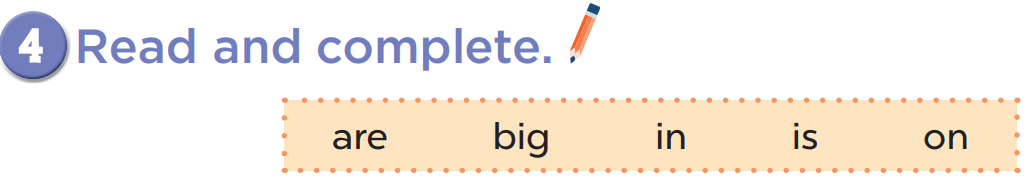 4 Read and complete.
are big in is on